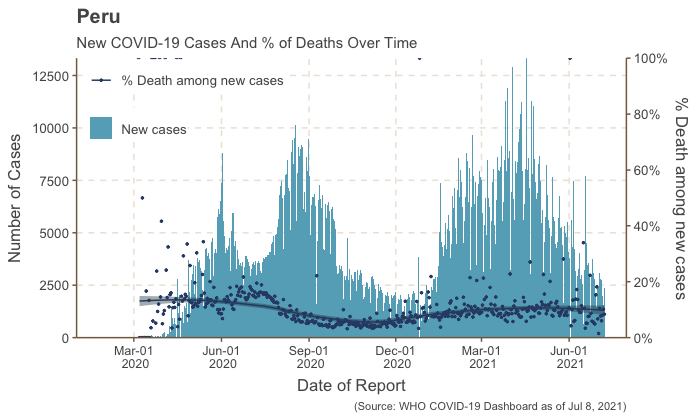 Peru
New COVID-19 Cases And % of Deaths Over Time
% Death among new cases
New cases
Number of Cases
12500
10000
7500
5000
2500
0
100%
80%
60%
40%
20%
0%
% Death among new cases
Mar-01 2020
Jun-01 2020
Sep-01 2020
Dec-01 2020
Mar-01 2021
Jun-01 2021
Date of Report
(Source: WHO COVID-19 Dashboard as of Jul 8, 2021)